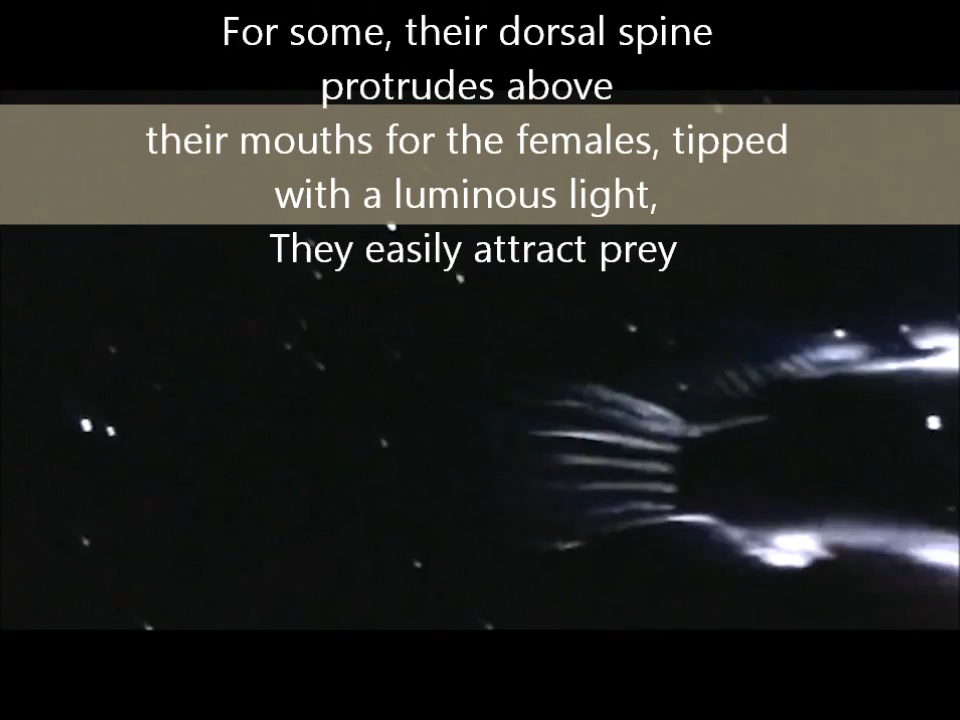 For some, their dorsal spine
protrudes above
their mouths for the females, tipped
with a luminous light,
They easily attract prey